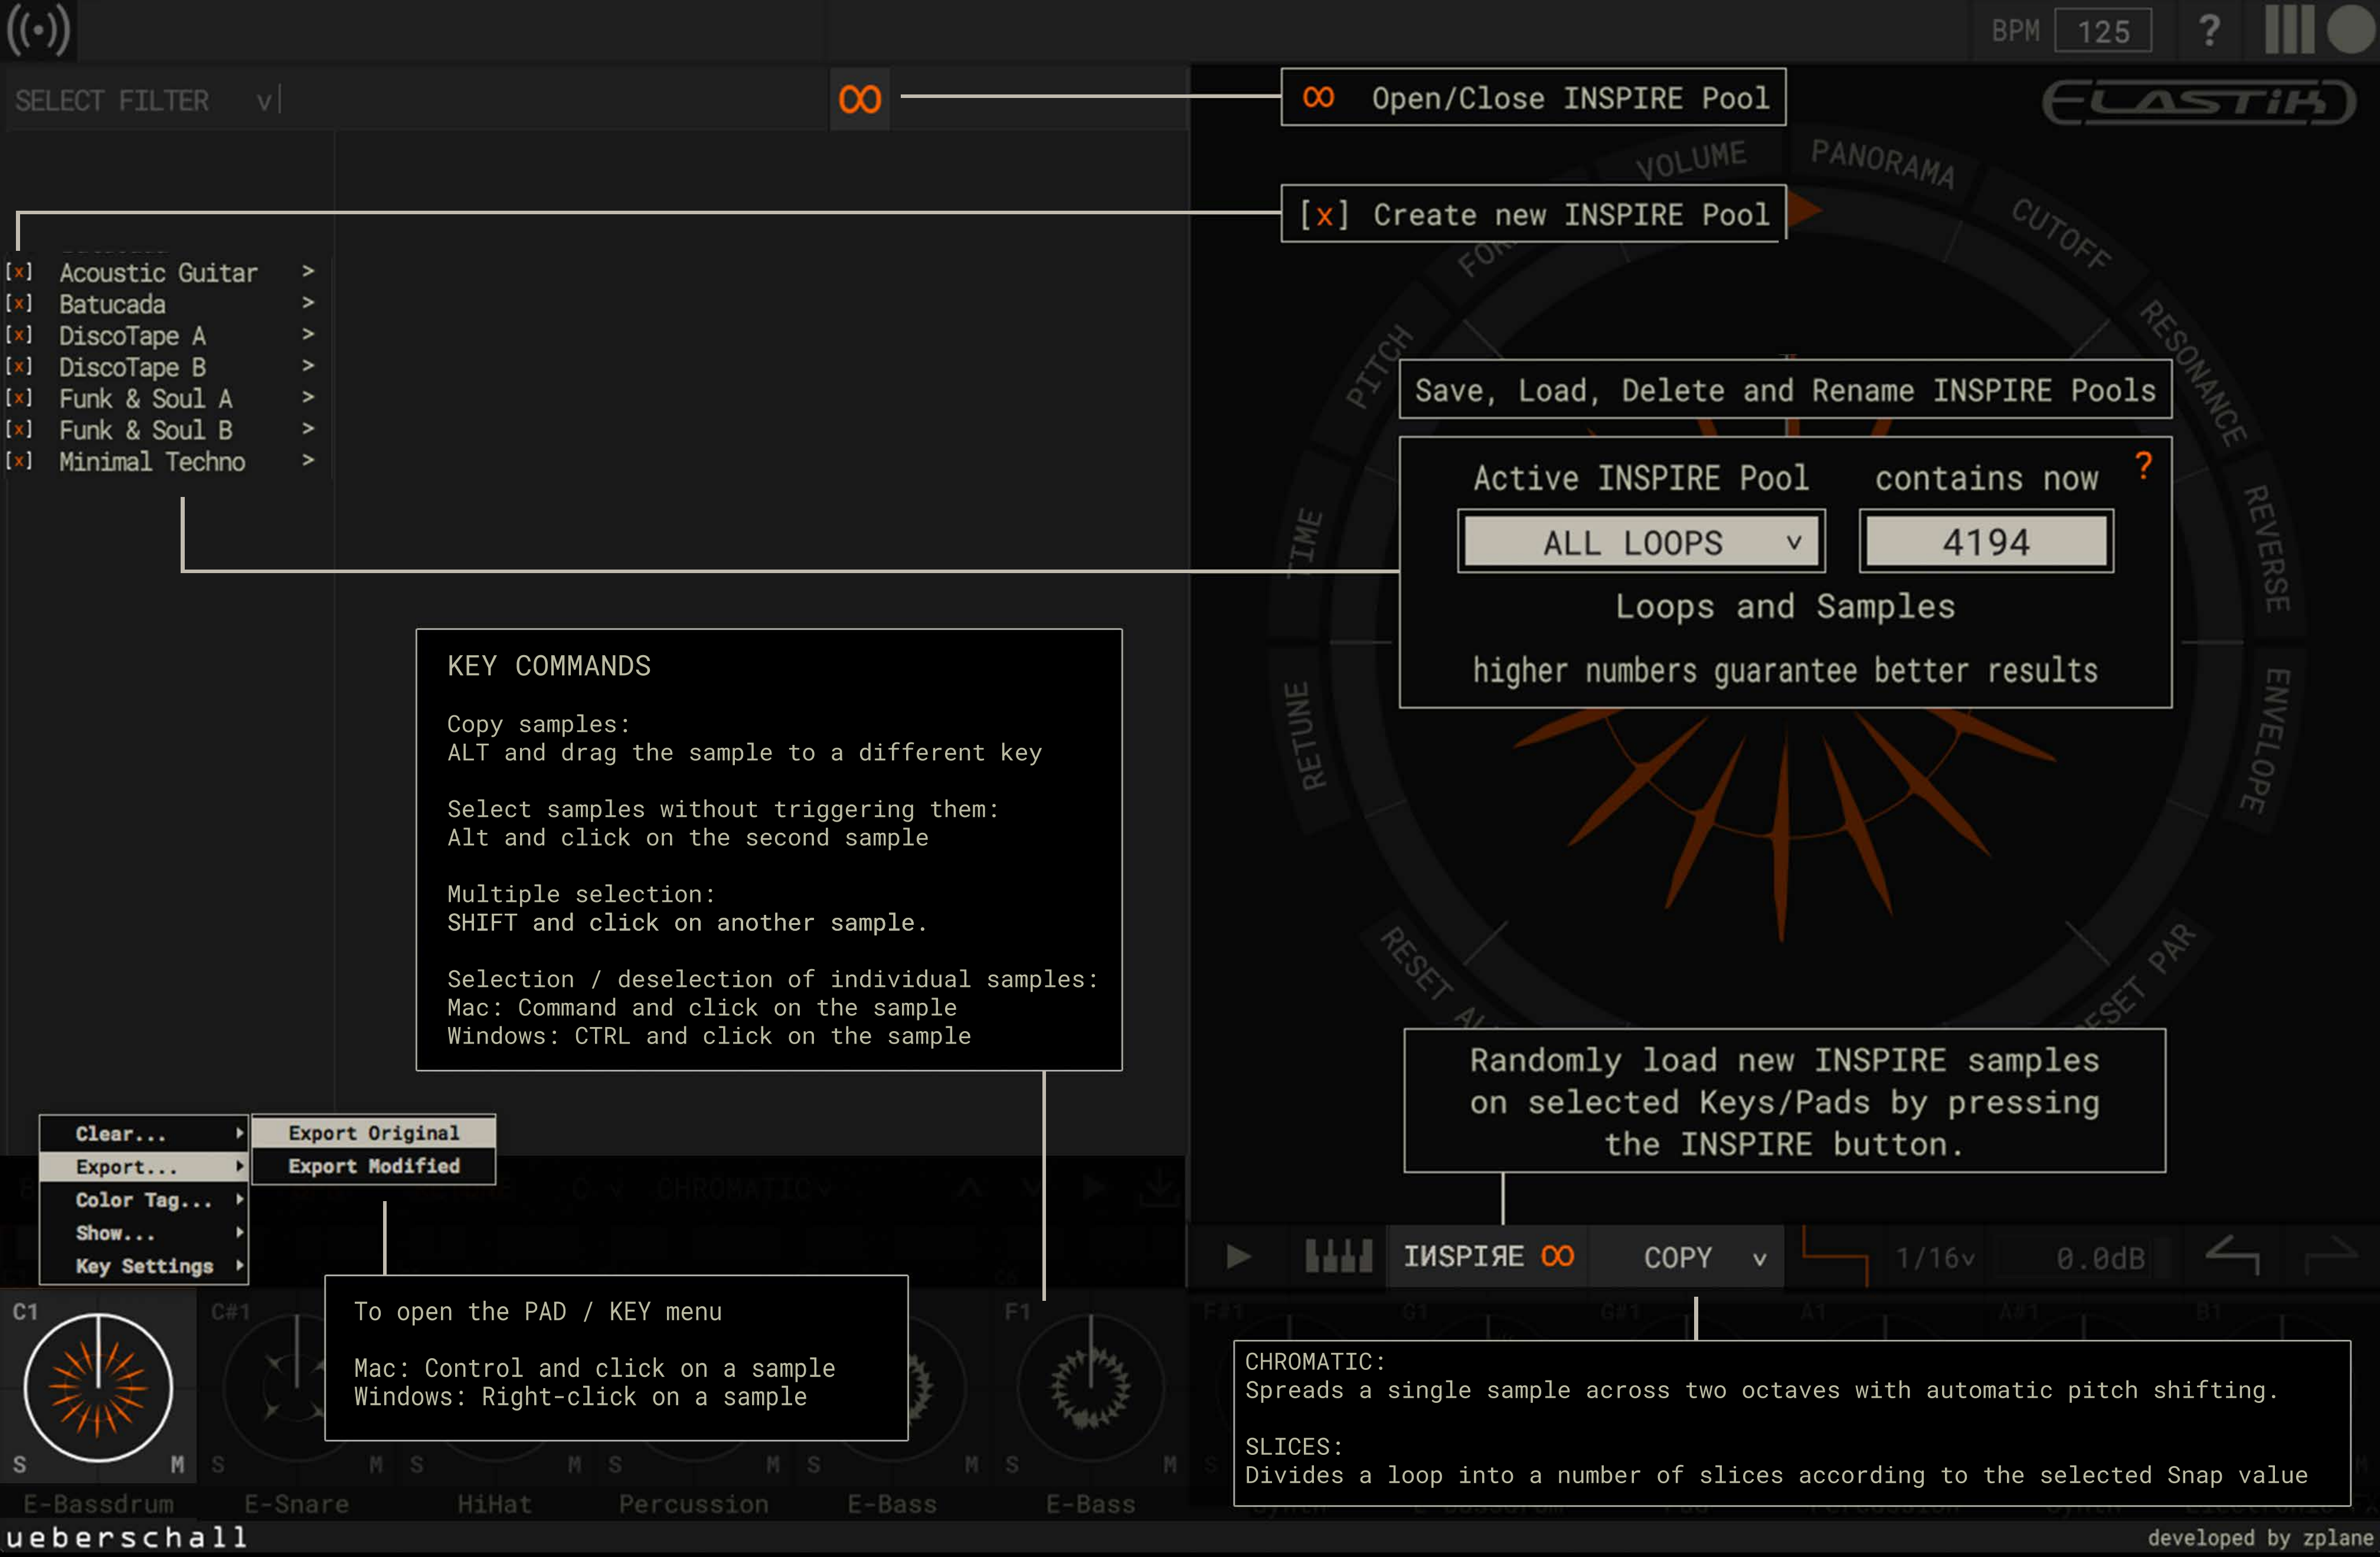 BPM 125 ?
SELECT FILTER v
∞
∞ Open/Close INSPIRE Pool
ELASTIK
VOLUME
PANORAMA
CUTOFF
RESONANCE
REVERSE
ENVELOPE
PITCH
TIME
RETUNE
[x] Create new INSPIRE Pool
[x] Acoustic Guitar >
[x] Batucada >
[x] DiscoTape A >
[x] DiscoTape B >
[x] Funk & Soul A >
[x] Funk & Soul B >
[x] Minimal Techno >
Save, Load, Delete and Rename INSPIRE Pools
Active INSPIRE Pool contains now ?
ALL LOOPS v 4194
Loops and Samples
higher numbers guarantee better results
KEY COMMANDS
Copy samples:
ALT and drag the sample to a different key
Select samples without triggering them:
Alt and click on the second sample
Multiple selection:
SHIFT and click on another sample.
Selection / deselection of individual samples:
Mac: Command and click on the sample
Windows: CTRL and click on the sample
RESET
Randomly load new INSPIRE samples
on selected Keys/Pads by pressing
the INSPIRE button.
Clear...
Export...
Color Tag...
Show...
Key Settings
Export Original
Export Modified
CHROMATIC
INSPIRE ∞ COPY v 1/16v 0.0dB
To open the PAD / KEY menu
Mac: Control and click on a sample
Windows: Right-click on a sample
C1 C#1 F1 F#1 G1 G#1 A1 A#1 B1
CHROMATIC:
Spreads a single sample across two octaves with automatic pitch shifting.
SLICES:
Divides a loop into a number of slices according to the selected Snap value
S M S M S M S M S M S M S
E-Bassdrum E-Snare HiHat Percussion E-Bass E-Bass
ueberschall
developed by zplane